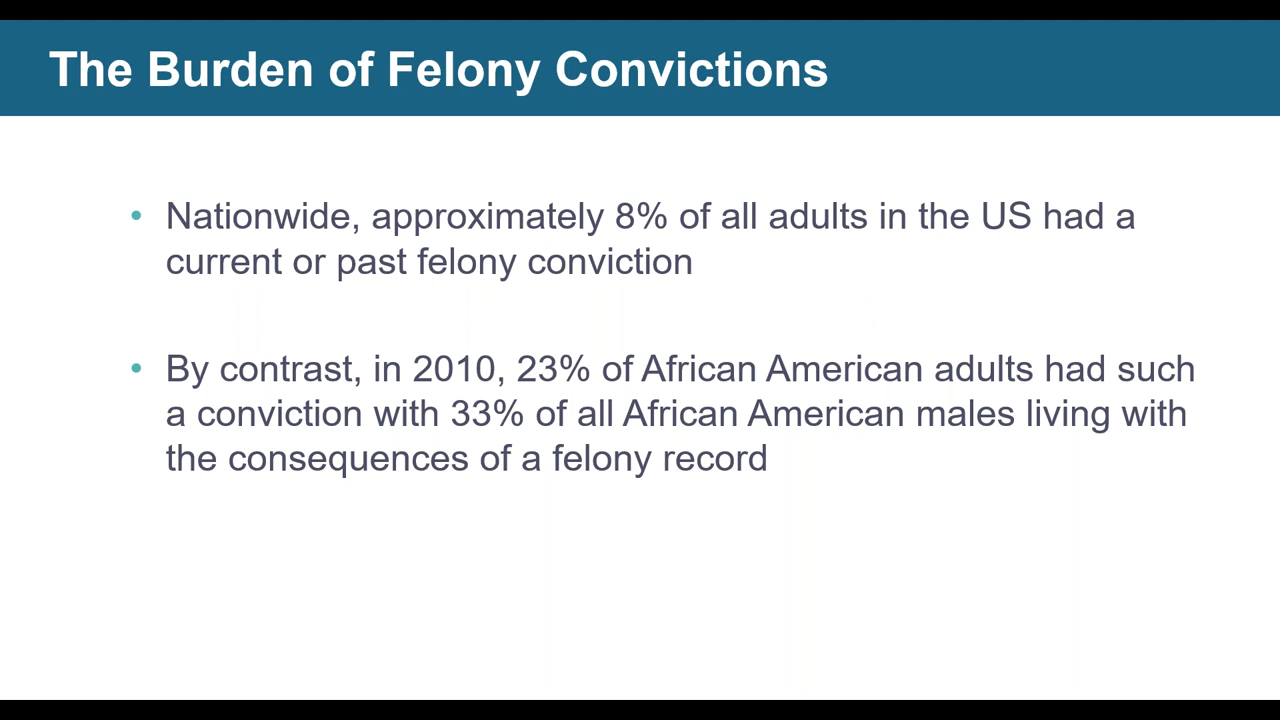 The Burden of Felony Convictions
• Nationwide, approximately 8% of all adults in the US had a
current or past felony conviction
• By contrast, in 2010, 23% of African American adults had such
a conviction with 33% of all African American males living with
the consequences of a felony record